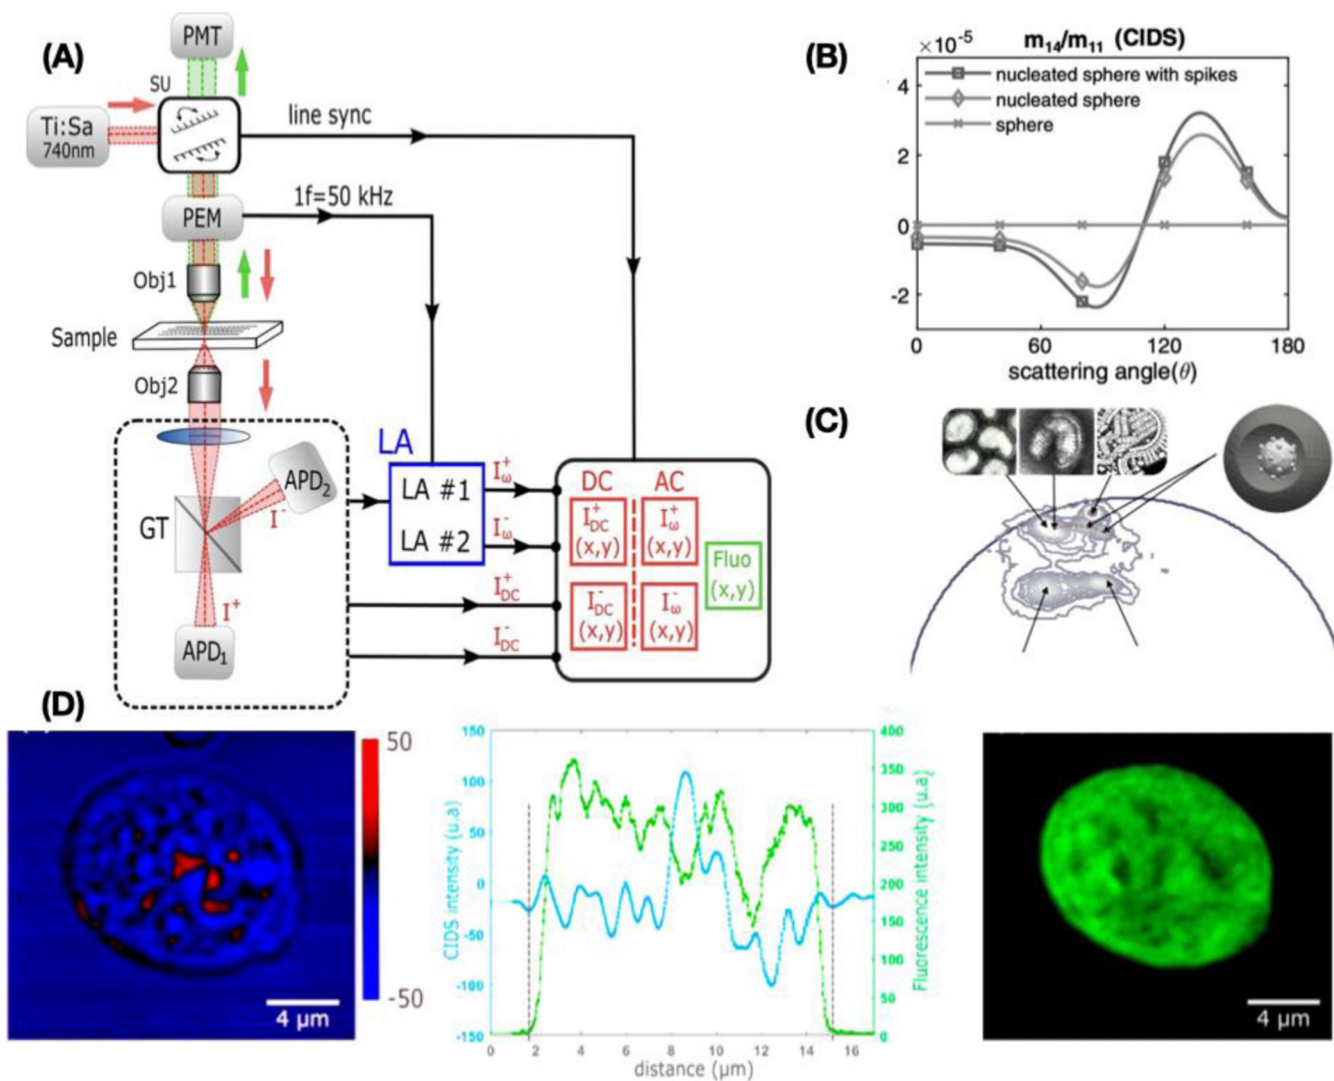 (A)
PMT
SU
Ti:Sa
740nm
line sync
PEM
1f=50 kHz
Obj1
Sample
Obj2
LA
APD₂
I⁻
GT
I⁺
APD₁
LA #1
LA #2
I⁺ω
I⁻ω
I⁺DC
I⁻DC
DC AC
I⁺DC
(x,y)
I⁺ω
(x,y)
Fluo
(x,y)
I⁻DC
(x,y)
I⁻ω
(x,y)
(B)
×10⁻⁵ m₁₄/m₁₁ (CIDS)
nucleated sphere with spikes
nucleated sphere
sphere
4
2
0
-2
0 60 120 180
scattering angle(θ)
(C)
(D)
50
-50
4 μm
CIDS intensity (u.a)
150
100
50
0
-50
-100
-150
Fluorescence intensity (u.a)
400
350
300
250
200
150
100
50
0
0 2 4 6 8 10 12 14 16
distance (μm)
4 μm